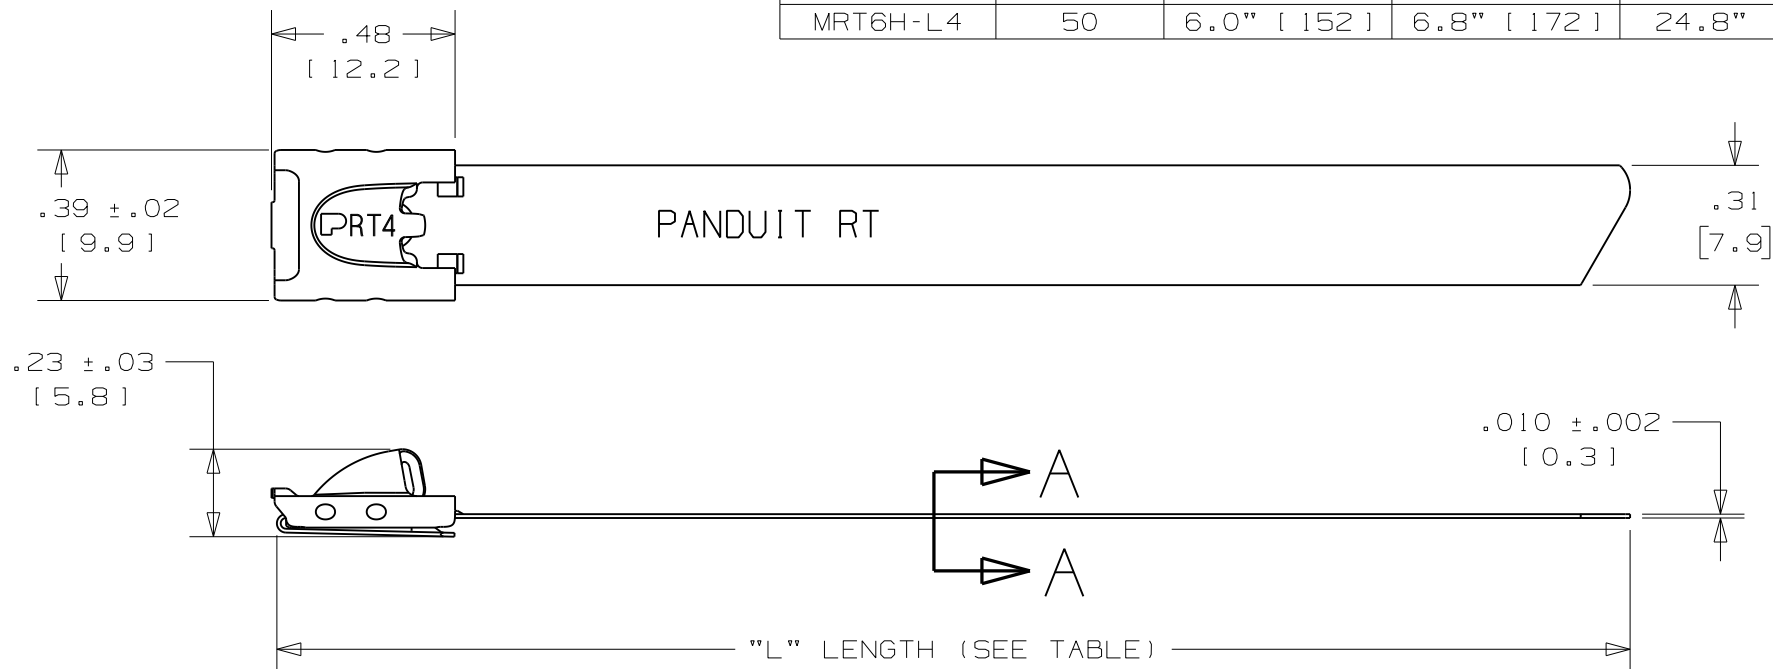 MRT6H-L4 50 6.0" [ 152 ] 6.8" [ 172 ] 24.8"
.48
[ 12.2 ]
.39 ±.02
[ 9.9 ]
PRT4
PANDUIT RT
.31
[7.9]
.23 ±.03
[ 5.8 ]
.010 ±.002
[ 0.3 ]
A
A
"L" LENGTH (SEE TABLE)